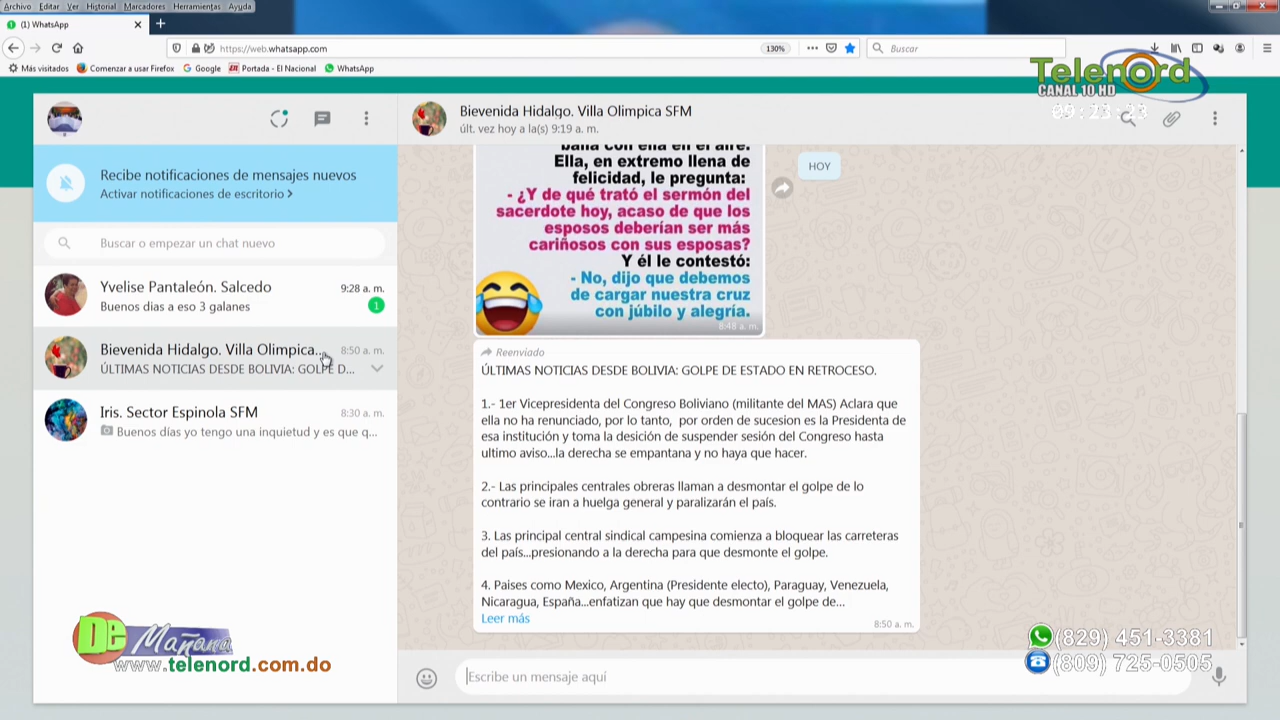 Archivo Editar Ver Historial Marcadores Herramientas Ayuda
(1) WhatsApp
https://web.whatsapp.com
130%
Buscar
Más visitados Comenzar a usar Firefox Google Portada - El Nacional WhatsApp
Telenord
CANAL 10.HD
09:23:23
Bievenida Hidalgo. Villa Olimpica SFM
últ. vez hoy a la(s) 9:19 a. m.
Recibe notificaciones de mensajes nuevos
Activar notificaciones de escritorio >
Buscar o empezar un chat nuevo
Yvelise Pantaleón. Salcedo 9:28 a. m.
Buenos dias a eso 3 galanes 1
Bievenida Hidalgo. Villa Olimpica... 8:50 a. m.
ÚLTIMAS NOTICIAS DESDE BOLIVIA: GOLPE D...
Iris. Sector Espinola SFM 8:30 a. m.
Buenos días yo tengo una inquietud y es que q...
HOY
baila con ella en el aire.
Ella, en extremo llena de
felicidad, le pregunta:
- ¿Y de qué trató el sermón del
sacerdote hoy, acaso de que los
esposos deberían ser más
cariñosos con sus esposas?
Y él le contestó:
- No, dijo que debemos
de cargar nuestra cruz
con júbilo y alegría.
8:48 a. m.
Reenviado
ÚLTIMAS NOTICIAS DESDE BOLIVIA: GOLPE DE ESTADO EN RETROCESO.
1.- 1er Vicepresidenta del Congreso Boliviano (militante del MAS) Aclara que
ella no ha renunciado, por lo tanto, por orden de sucesion es la Presidenta de
esa institución y toma la desición de suspender sesión del Congreso hasta
ultimo aviso...la derecha se empantana y no haya que hacer.
2.- Las principales centrales obreras llaman a desmontar el golpe de lo
contrario se iran a huelga general y paralizarán el país.
3. Las principal central sindical campesina comienza a bloquear las carreteras
del país...presionando a la derecha para que desmonte el golpe.
4. Paises como Mexico, Argentina (Presidente electo), Paraguay, Venezuela,
Nicaragua, España...enfatizan que hay que desmontar el golpe de...
Leer más
8:50 a. m.
Escribe un mensaje aquí
De Mañana
www.telenord.com.do
(829) 451-3381
(809) 725-0505